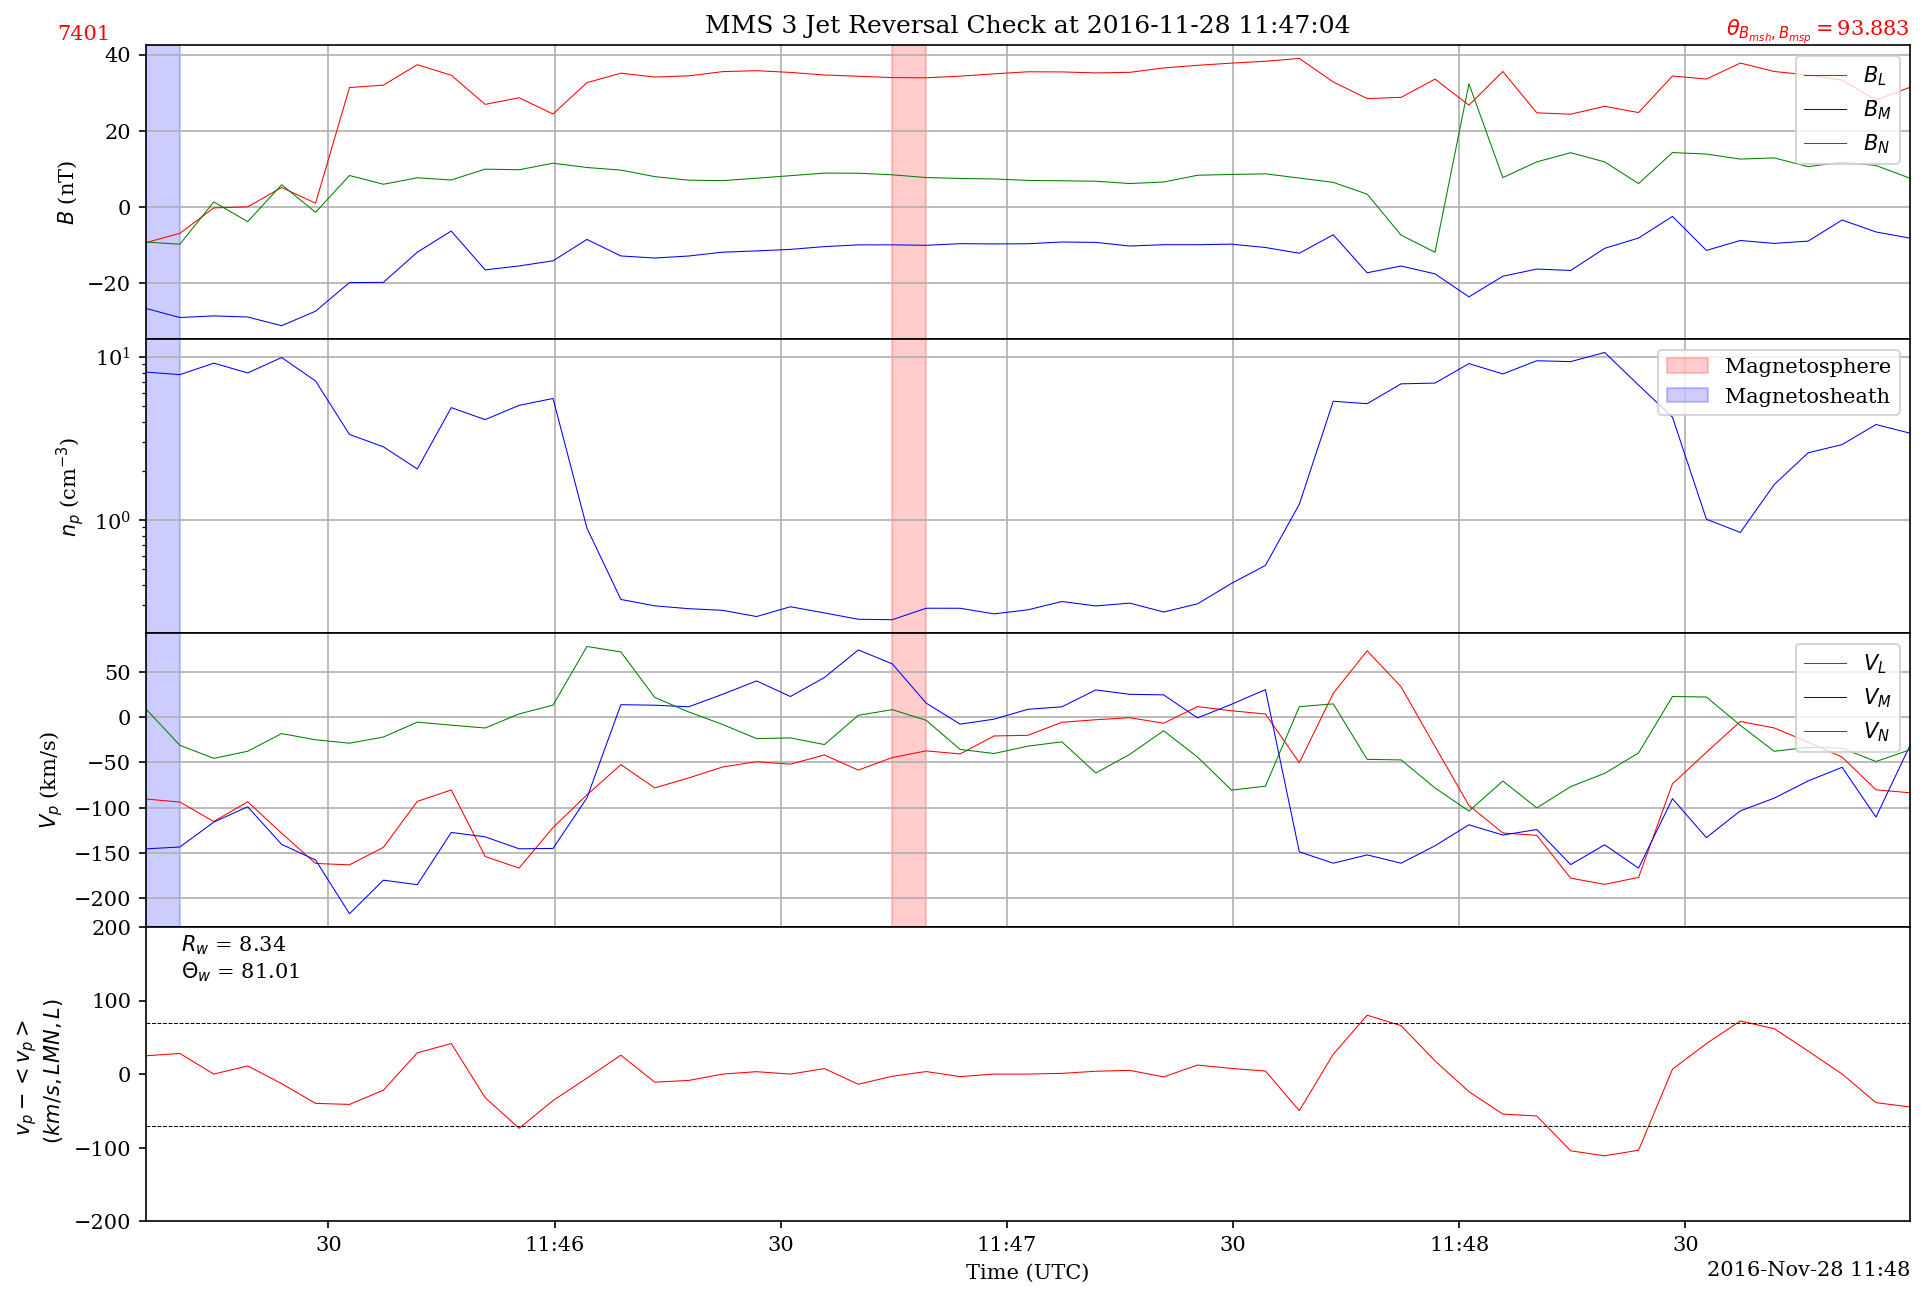 MMS 3 Jet Reversal Check at 2016-11-28 11:47:04
7401
θ_{B_{msh}, B_{msp}} = 93.883
40
20
0
−20
B (nT)
B_L
B_M
B_N
10^1
10^0
n_p (cm^{−3})
Magnetosphere
Magnetosheath
50
0
−50
−100
−150
−200
V_p (km/s)
V_L
V_M
V_N
200
100
0
−100
−200
v_p − < v_p >
(km/s, LMN, L)
R_w = 8.34
Θ_w = 81.01
30 11:46 30 11:47 30 11:48 30
Time (UTC)
2016-Nov-28 11:48